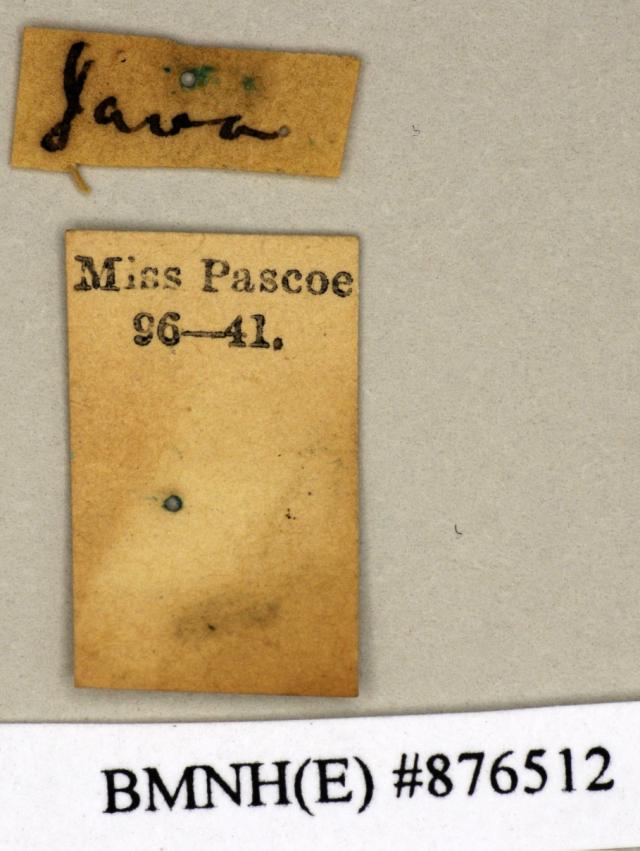 Java
Miss Pascoe
96—41.
BMNH(E) #876512